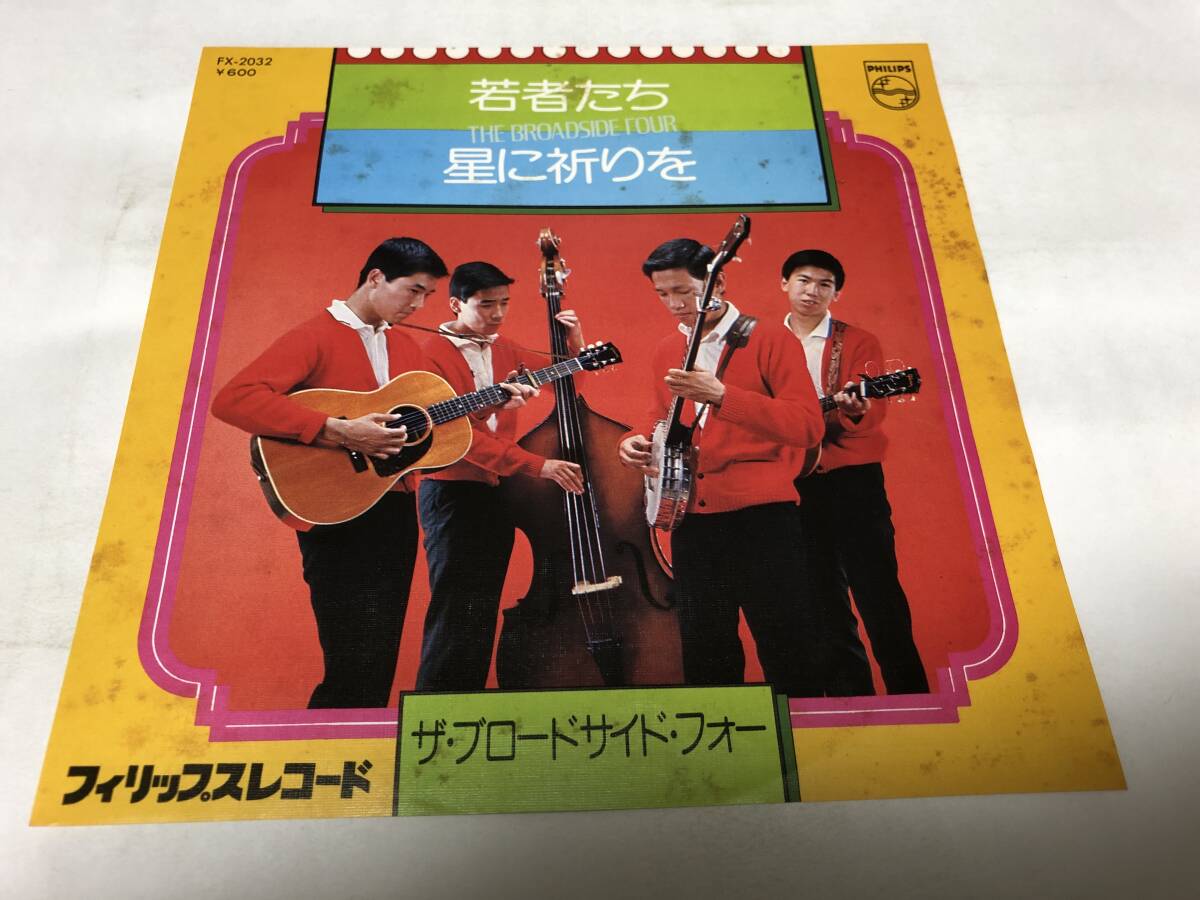 FX-2032
¥600
若者たち
THE BROADSIDE FOUR
星に祈りを
PHILIPS
ザ・ブロードサイド・フォー
フィリップスレコード